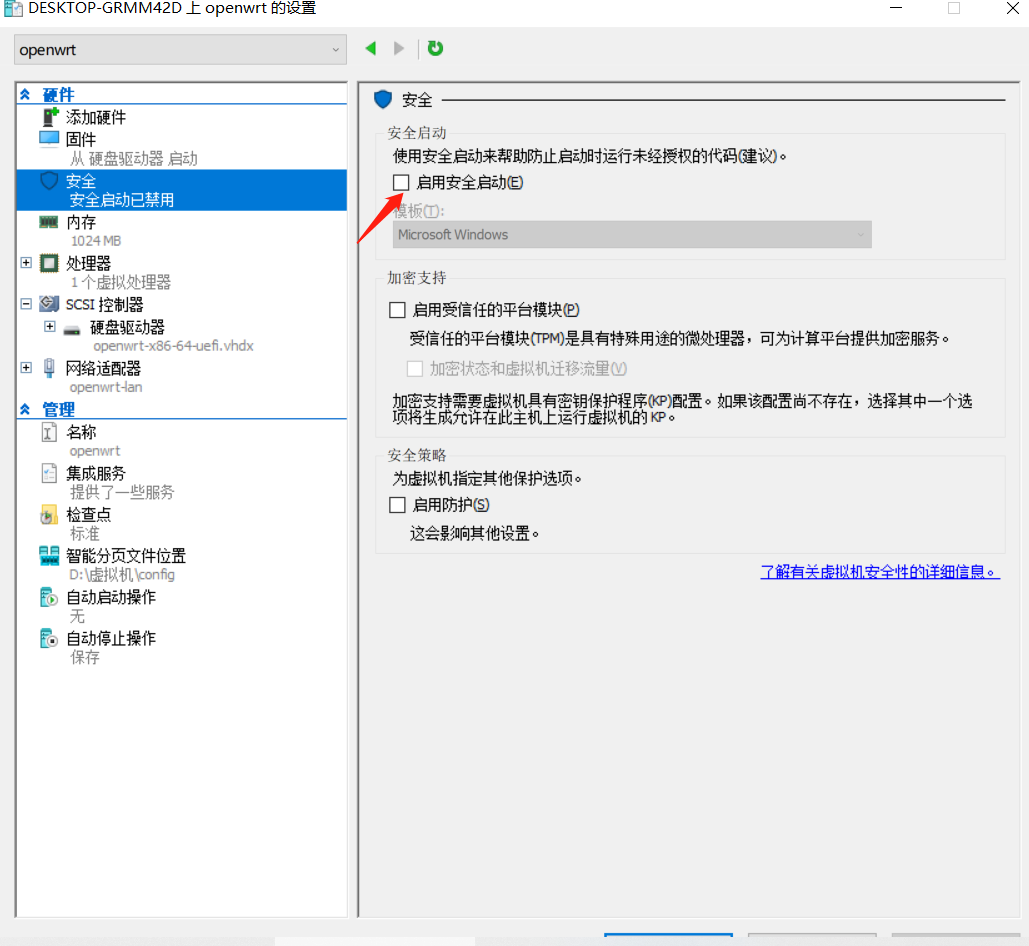 DESKTOP-GRMM42D 上 openwrt 的设置
openwrt
硬件
添加硬件
固件
从 硬盘驱动器 启动
安全
安全启动已禁用
内存
1024 MB
处理器
1 个虚拟处理器
SCSI 控制器
硬盘驱动器
openwrt-x86-64-uefi.vhdx
网络适配器
openwrt-lan
管理
名称
openwrt
集成服务
提供了一些服务
检查点
标准
智能分页文件位置
D:\虚拟机\config
自动启动操作
无
自动停止操作
保存
安全
安全启动
使用安全启动来帮助防止启动时运行未经授权的代码(建议)。
启用安全启动(E)
模板(T):
Microsoft Windows
加密支持
启用受信任的平台模块(P)
受信任的平台模块(TPM)是具有特殊用途的微处理器，可为计算平台提供加密服务。
加密状态和虚拟机迁移流量(V)
加密支持需要虚拟机具有密钥保护程序(KP)配置。如果该配置尚不存在，选择其中一个选
项将生成允许在此主机上运行虚拟机的 KP。
安全策略
为虚拟机指定其他保护选项。
启用防护(S)
这会影响其他设置。
了解有关虚拟机安全性的详细信息。